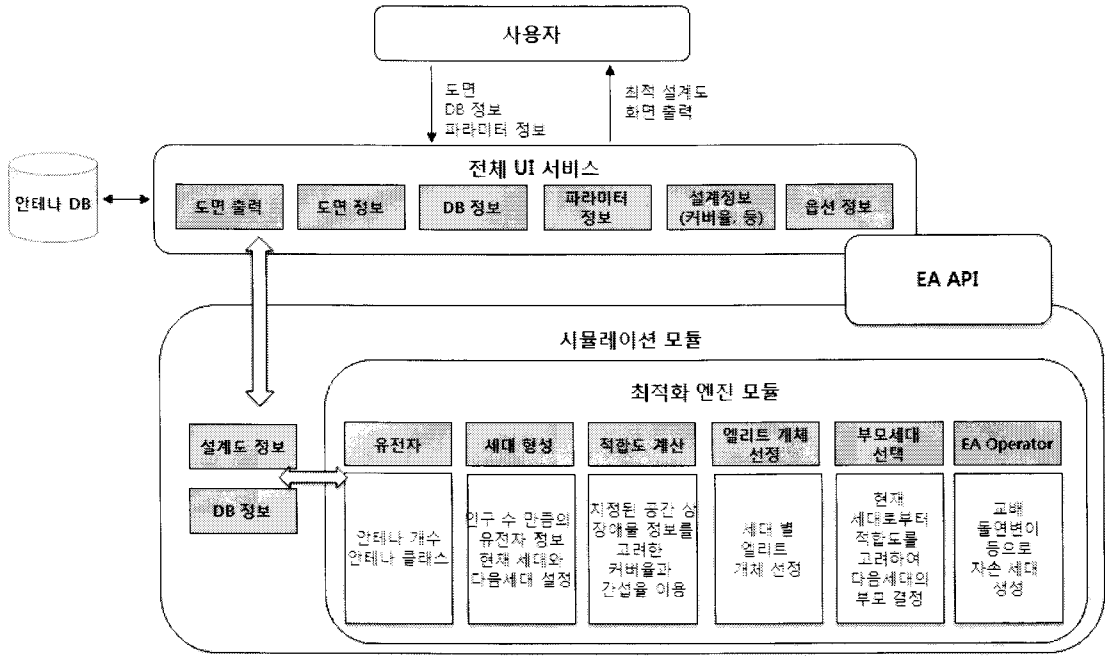 사용자
도면
DB 정보
파라미터 정보
최적 설계도
화면 출력
안테나 DB
전체 UI 서비스
도면 출력
도면 정보
DB 정보
파라미터
정보
설계정보
(커버율, 등)
옵션 정보
EA API
시뮬레이션 모듈
최적화 엔진 모듈
설계도 정보
DB 정보
유전자
안테나 개수
안테나 클래스
세대 형성
인구 수 만큼의
유전자 정보
현재 세대와
다음세대 설정
적합도 계산
지정된 공간 상
장애물 정보를
고려한
커버율과
간섭율 이용
엘리트 개체
선정
세대 별
엘리트
개체 선정
부모세대
선택
현재
세대로부터
적합도를
고려하여
다음세대의
부모 결정
EA Operator
교배
돌연변이
등으로
자손 세대
생성